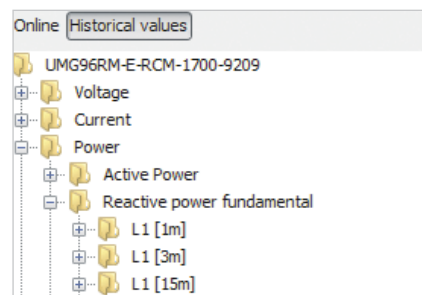 Online Historical values
UMG96RM-E-RCM-1700-9209
Voltage
Current
Power
Active Power
Reactive power fundamental
L1 [1m]
L1 [3m]
L1 [15m]